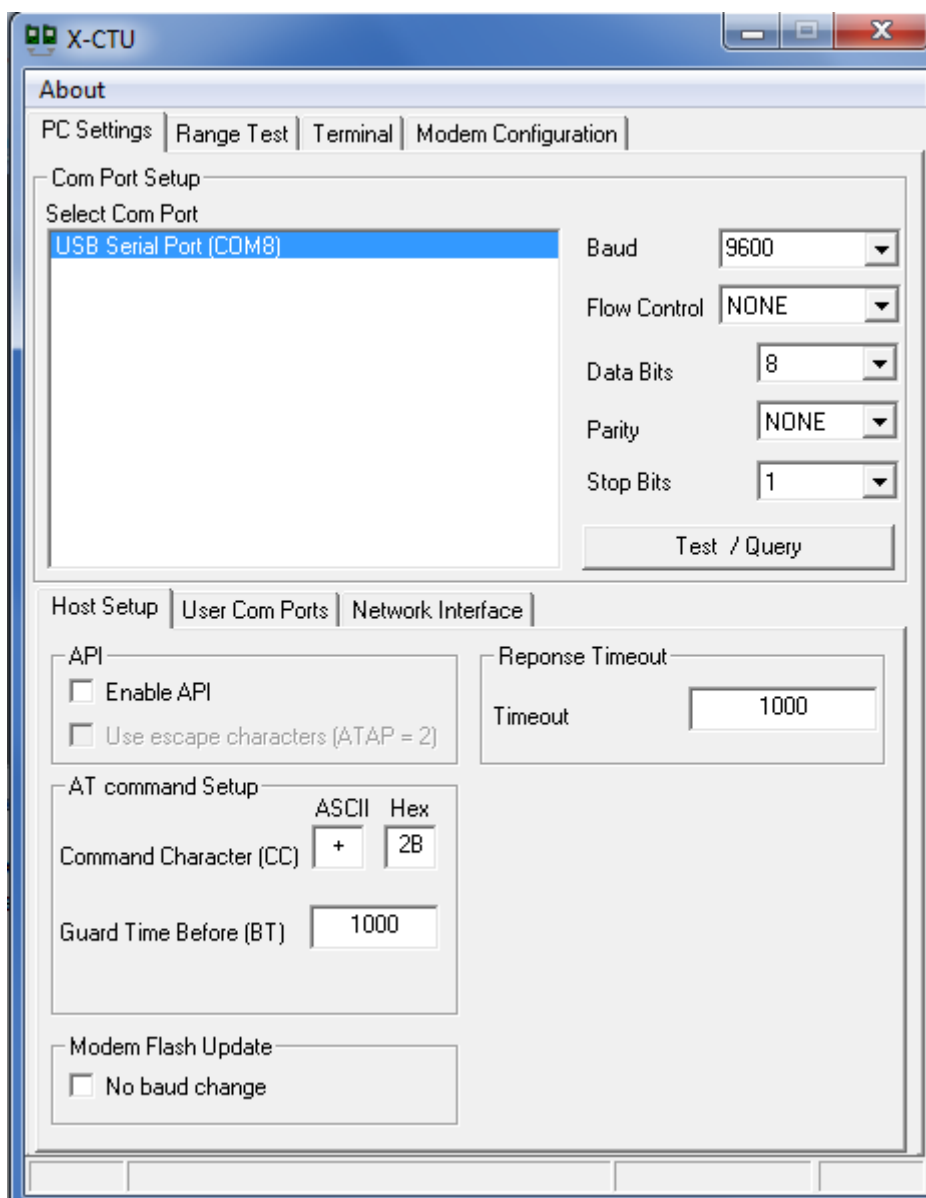 X-CTU
About
PC Settings Range Test Terminal Modem Configuration
Com Port Setup
Select Com Port
USB Serial Port (COM8)
Baud 9600
Flow Control NONE
Data Bits 8
Parity NONE
Stop Bits 1
Test / Query
Host Setup User Com Ports Network Interface
API
Enable API
Use escape characters (ATAP = 2)
Reponse Timeout
Timeout 1000
AT command Setup
ASCII Hex
Command Character (CC) + 2B
Guard Time Before (BT) 1000
Modem Flash Update
No baud change